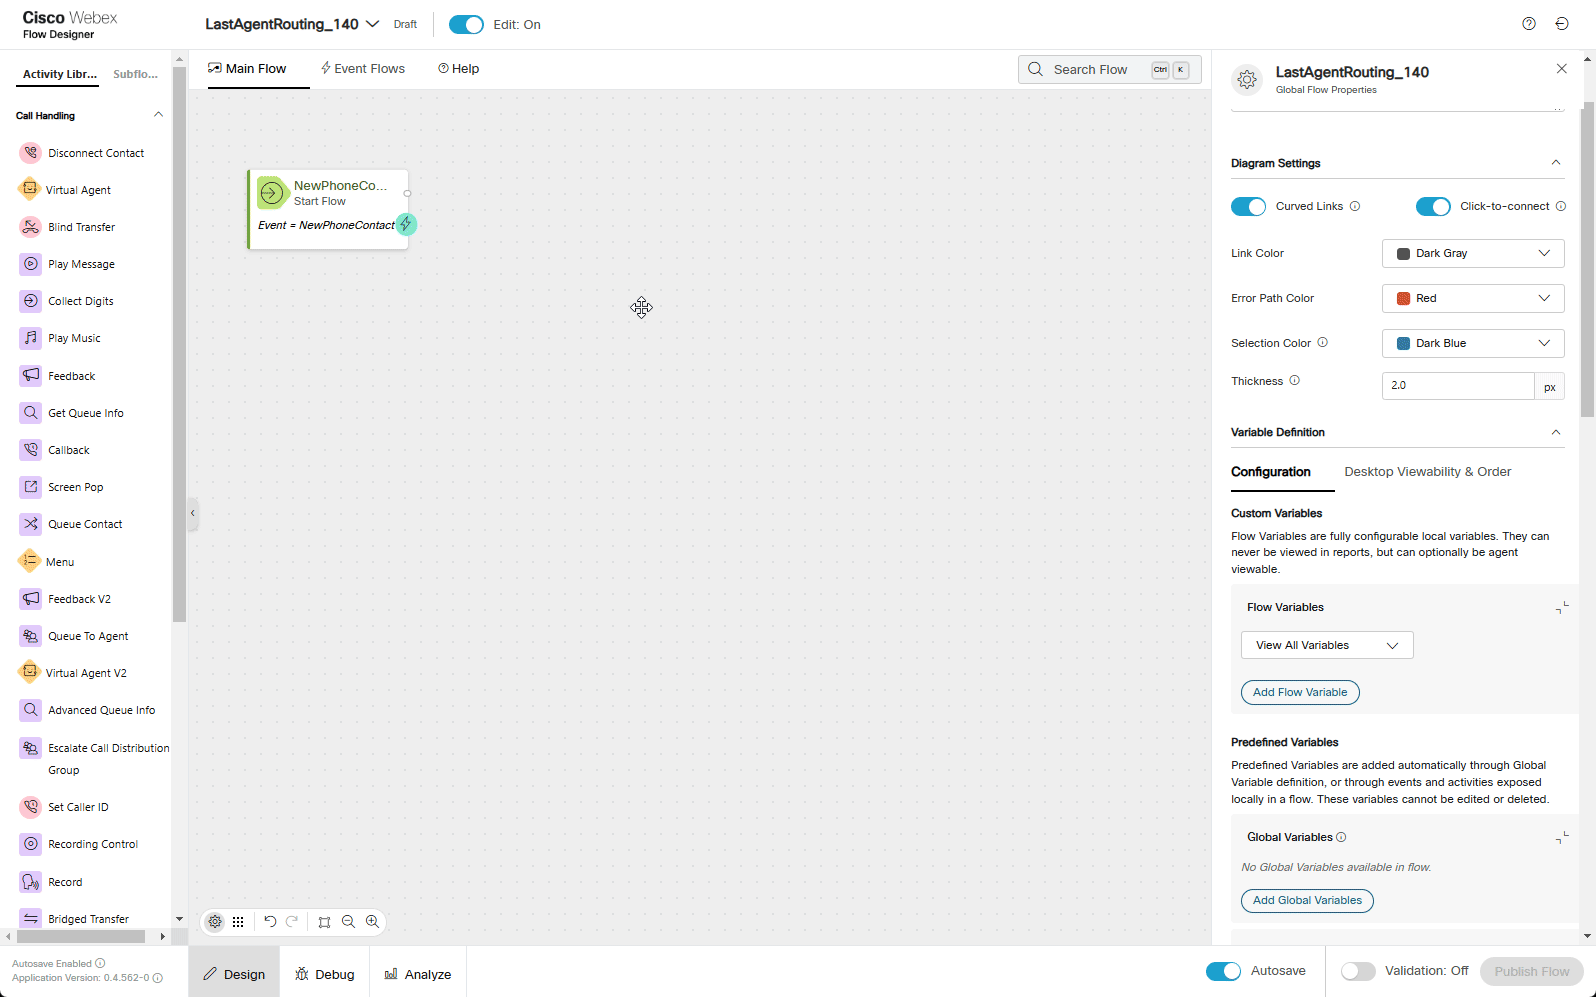 Cisco Webex
Flow Designer
LastAgentRouting_140
Draft
Edit: On
Activity Libr...
Subflo...
Call Handling
Disconnect Contact
Virtual Agent
Blind Transfer
Play Message
Collect Digits
Play Music
Feedback
Get Queue Info
Callback
Screen Pop
Queue Contact
Menu
Feedback V2
Queue To Agent
Virtual Agent V2
Advanced Queue Info
Escalate Call Distribution
Group
Set Caller ID
Recording Control
Record
Bridged Transfer
Autosave Enabled
Application Version: 0.4.562-0
Main Flow
Event Flows
Help
Search Flow
Ctrl
K
NewPhoneCo...
Start Flow
Event = NewPhoneContact
Design
Debug
Analyze
LastAgentRouting_140
Global Flow Properties
Diagram Settings
Curved Links
Click-to-connect
Link Color
Dark Gray
Error Path Color
Red
Selection Color
Dark Blue
Thickness
2.0
px
Variable Definition
Configuration
Desktop Viewability & Order
Custom Variables
Flow Variables are fully configurable local variables. They can
never be viewed in reports, but can optionally be agent
viewable.
Flow Variables
View All Variables
Add Flow Variable
Predefined Variables
Predefined Variables are added automatically through Global
Variable definition, or through events and activities exposed
locally in a flow. These variables cannot be edited or deleted.
Global Variables
No Global Variables available in flow.
Add Global Variables
Autosave
Validation: Off
Publish Flow